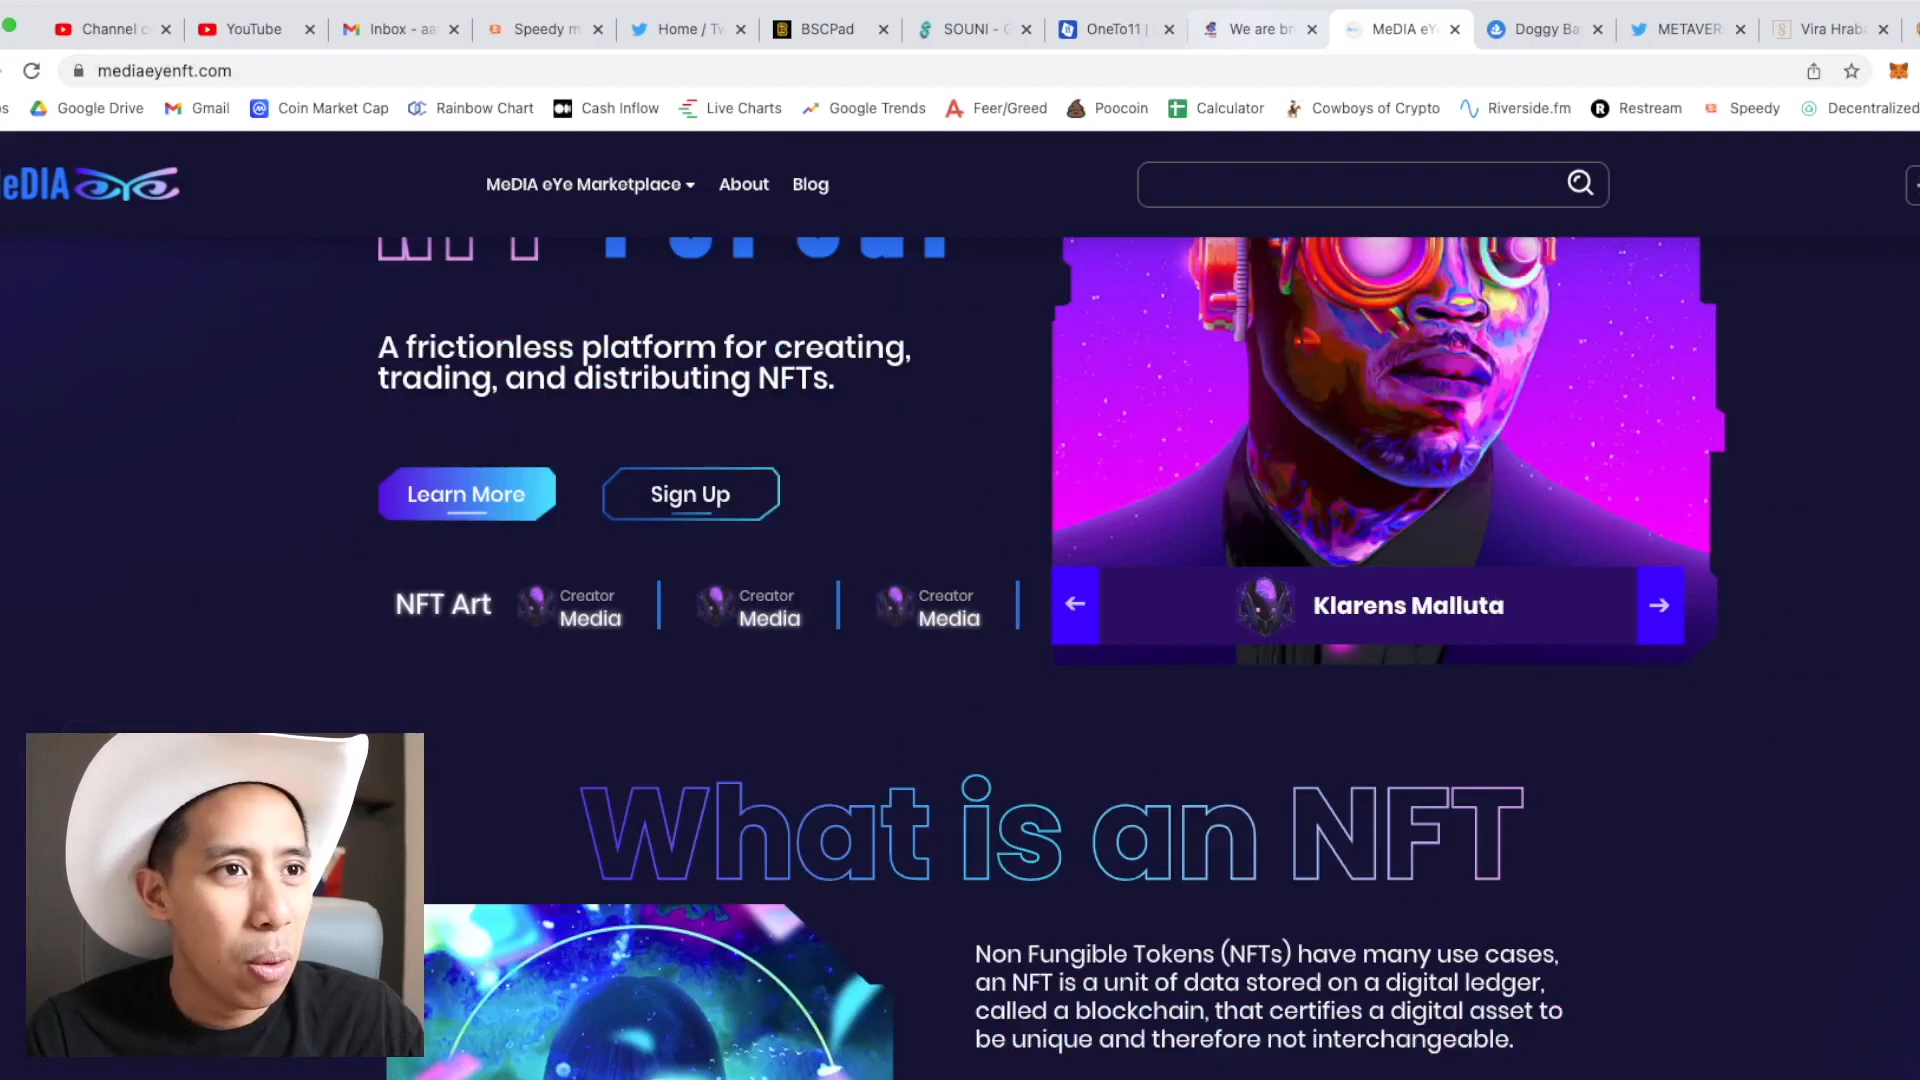 Channel c
YouTube
Inbox - aa
Speedy m
Home / Tw
BSCPad
SOUNI - C
OneTo11 |
We are bre
MeDIA eY
Doggy Ba
METAVER
Vira Hraba
mediaeyenft.com
Google Drive
Gmail
Coin Market Cap
Rainbow Chart
Cash Inflow
Live Charts
Google Trends
Feer/Greed
Poocoin
Calculator
Cowboys of Crypto
Riverside.fm
Restream
Speedy
Decentralized
MeDIA eYe
MeDIA eYe Marketplace
About
Blog
A frictionless platform for creating,
trading, and distributing NFTs.
Learn More
Sign Up
NFT Art
Creator
Media
Creator
Media
Creator
Media
Klarens Malluta
What is an NFT
Non Fungible Tokens (NFTs) have many use cases,
an NFT is a unit of data stored on a digital ledger,
called a blockchain, that certifies a digital asset to
be unique and therefore not interchangeable.